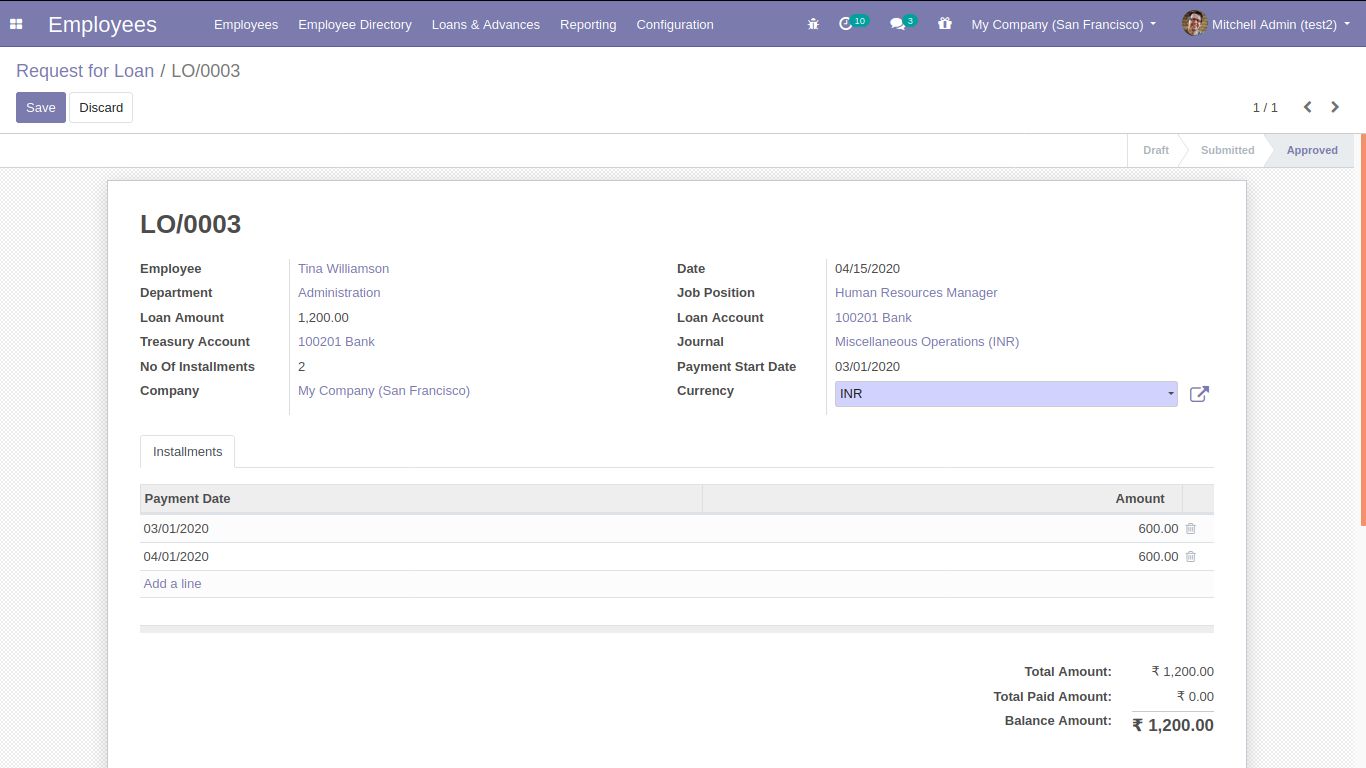 Employees Employees Employee Directory Loans & Advances Reporting Configuration 10 3 My Company (San Francisco) Mitchell Admin (test2)
Request for Loan / LO/0003
Save Discard 1 / 1
Draft Submitted Approved
LO/0003
Employee Tina Williamson Date 04/15/2020
Department Administration Job Position Human Resources Manager
Loan Amount 1,200.00 Loan Account 100201 Bank
Treasury Account 100201 Bank Journal Miscellaneous Operations (INR)
No Of Installments 2 Payment Start Date 03/01/2020
Company My Company (San Francisco) Currency INR
Installments
Payment Date Amount
03/01/2020 600.00
04/01/2020 600.00
Add a line
Total Amount: ₹ 1,200.00
Total Paid Amount: ₹ 0.00
Balance Amount: ₹ 1,200.00